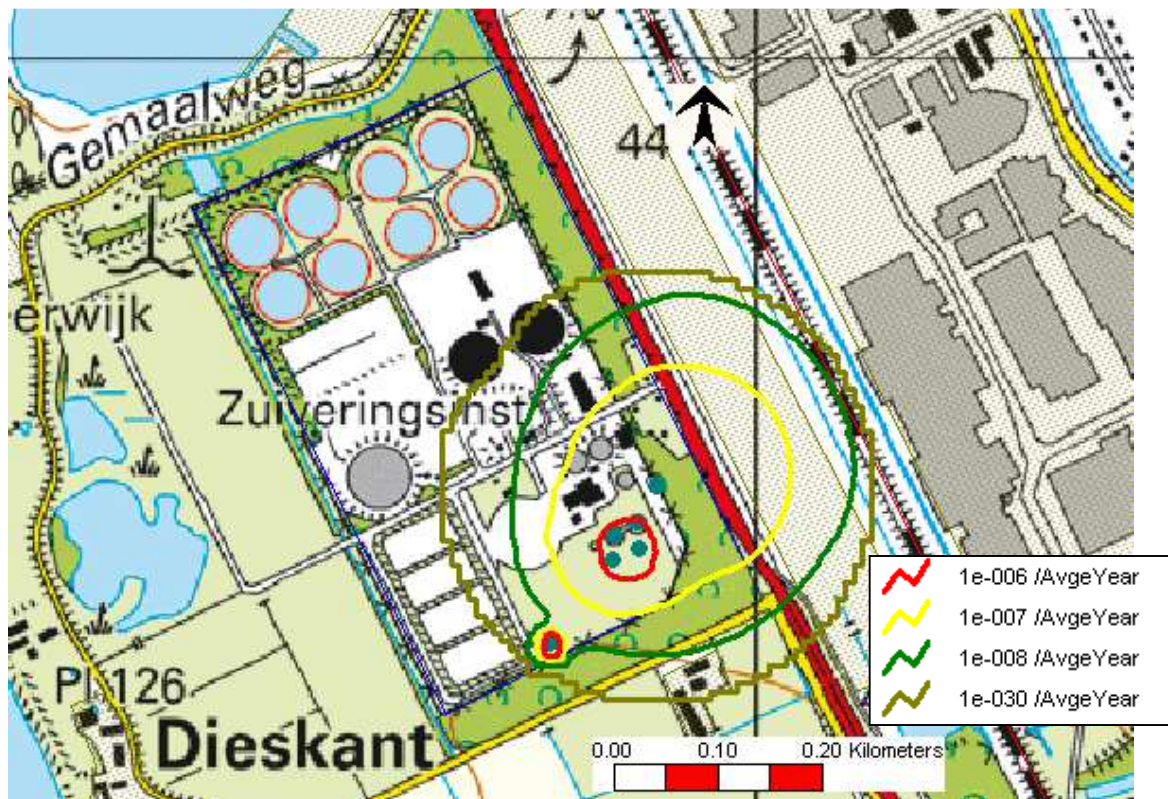 Gemaalweg
44
erwijk
Zuiveringsinst
1e-006 /AvgeYear
1e-007 /AvgeYear
1e-008 /AvgeYear
1e-030 /AvgeYear
Pl 126
Dieskant
0.00 0.10 0.20 Kilometers